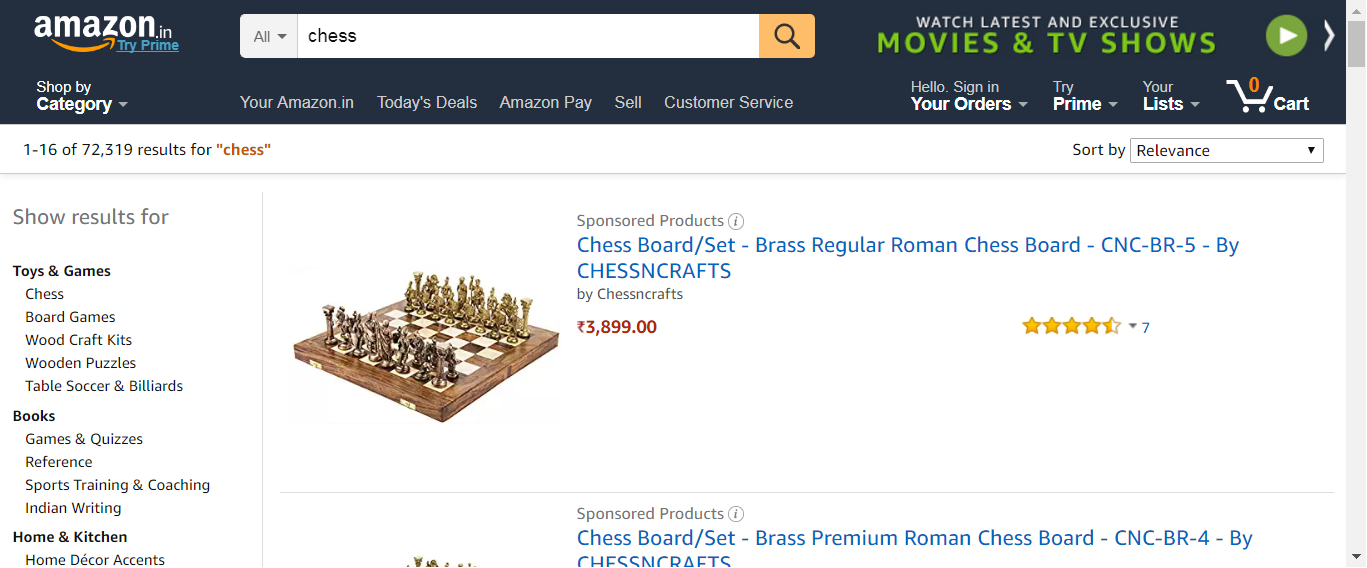 amazon.in
Try Prime
All
chess
WATCH LATEST AND EXCLUSIVE
MOVIES & TV SHOWS
Shop by
Category
Your Amazon.in
Today's Deals
Amazon Pay
Sell
Customer Service
Hello. Sign in
Your Orders
Try
Prime
Your
Lists
0
Cart
1-16 of 72,319 results for "chess"
Sort by Relevance
Show results for
Toys & Games
Chess
Board Games
Wood Craft Kits
Wooden Puzzles
Table Soccer & Billiards
Books
Games & Quizzes
Reference
Sports Training & Coaching
Indian Writing
Home & Kitchen
Home Décor Accents
Sponsored Products i
Chess Board/Set - Brass Regular Roman Chess Board - CNC-BR-5 - By
CHESSNCRAFTS
by Chessncrafts
₹3,899.00
7
Sponsored Products i
Chess Board/Set - Brass Premium Roman Chess Board - CNC-BR-4 - By
CHESSNCRAFTS